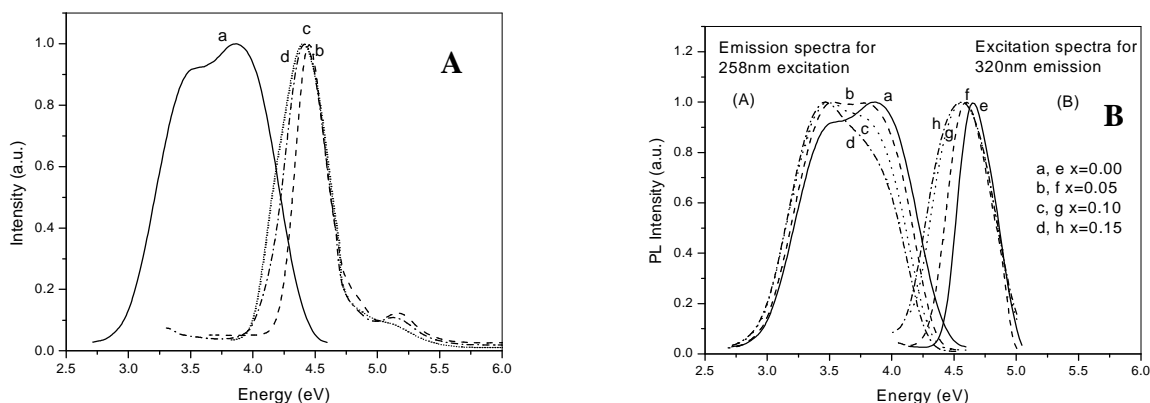 A
a
c
d
b
Intensity (a.u.)
1.0
0.8
0.6
0.4
0.2
0.0
2.5 3.0 3.5 4.0 4.5 5.0 5.5 6.0
Energy (eV)
Emission spectra for
258nm excitation
Excitation spectra for
320nm emission
(A)
(B)
B
b
a
c
d
f
e
h
g
a, e x=0.00
b, f x=0.05
c, g x=0.10
d, h x=0.15
PL Intensity (a.u.)
1.2
1.0
0.8
0.6
0.4
0.2
0.0
2.5 3.0 3.5 4.0 4.5 5.0 5.5 6.0
Energy (eV)